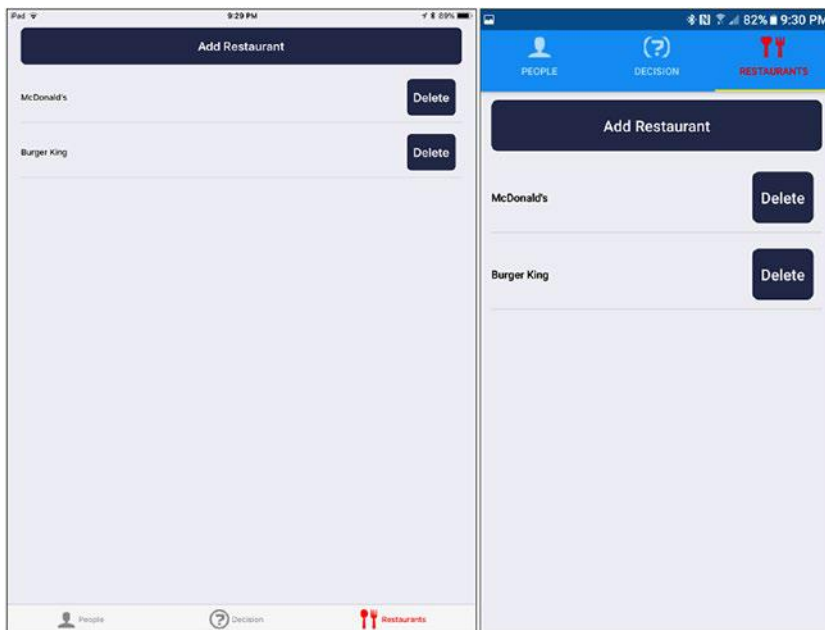 iPad 9:29 PM 89%
Add Restaurant
McDonald's Delete
Burger King Delete
People Decision Restaurants
82% 9:30 PM
PEOPLE DECISION RESTAURANTS
Add Restaurant
McDonald's Delete
Burger King Delete